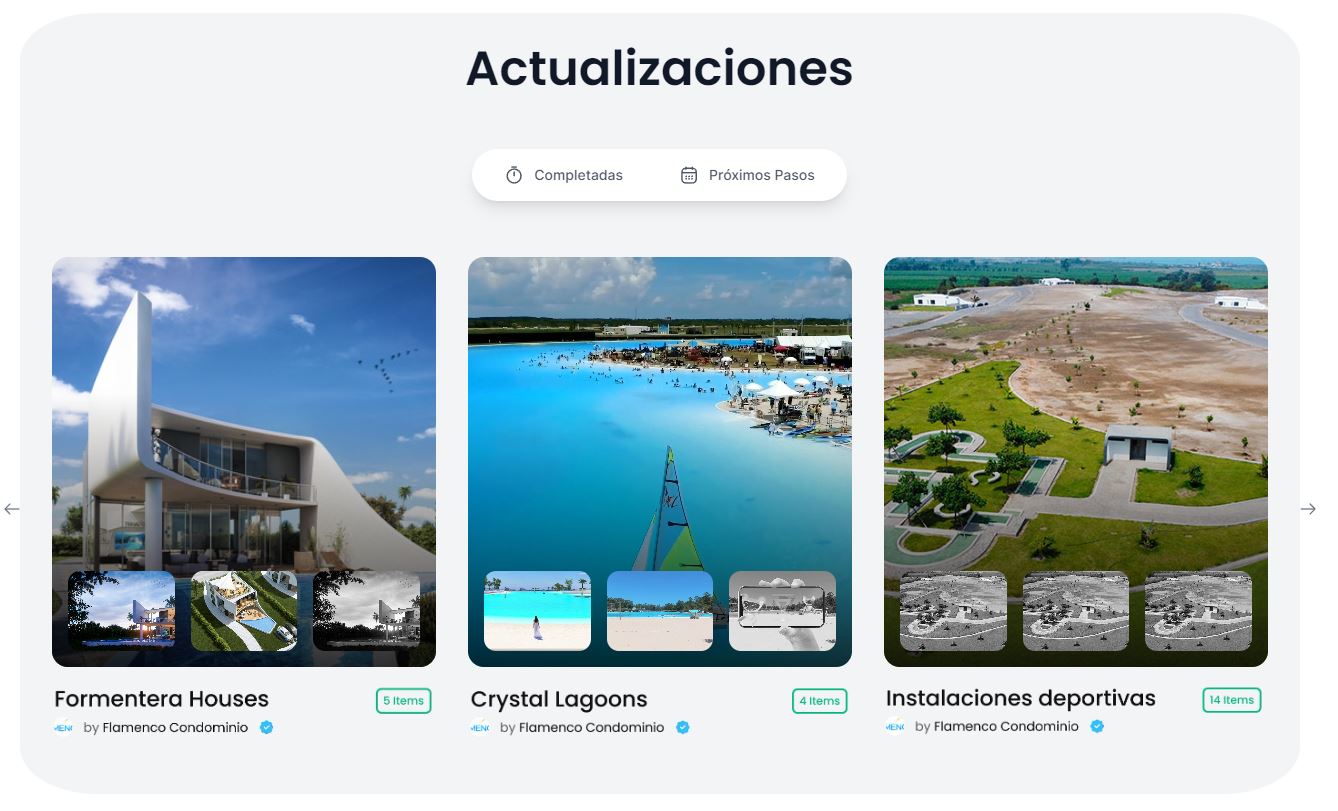 Actualizaciones
Completadas
Próximos Pasos
Formentera Houses
5 Items
by Flamenco Condominio
Crystal Lagoons
4 Items
by Flamenco Condominio
Instalaciones deportivas
14 Items
by Flamenco Condominio